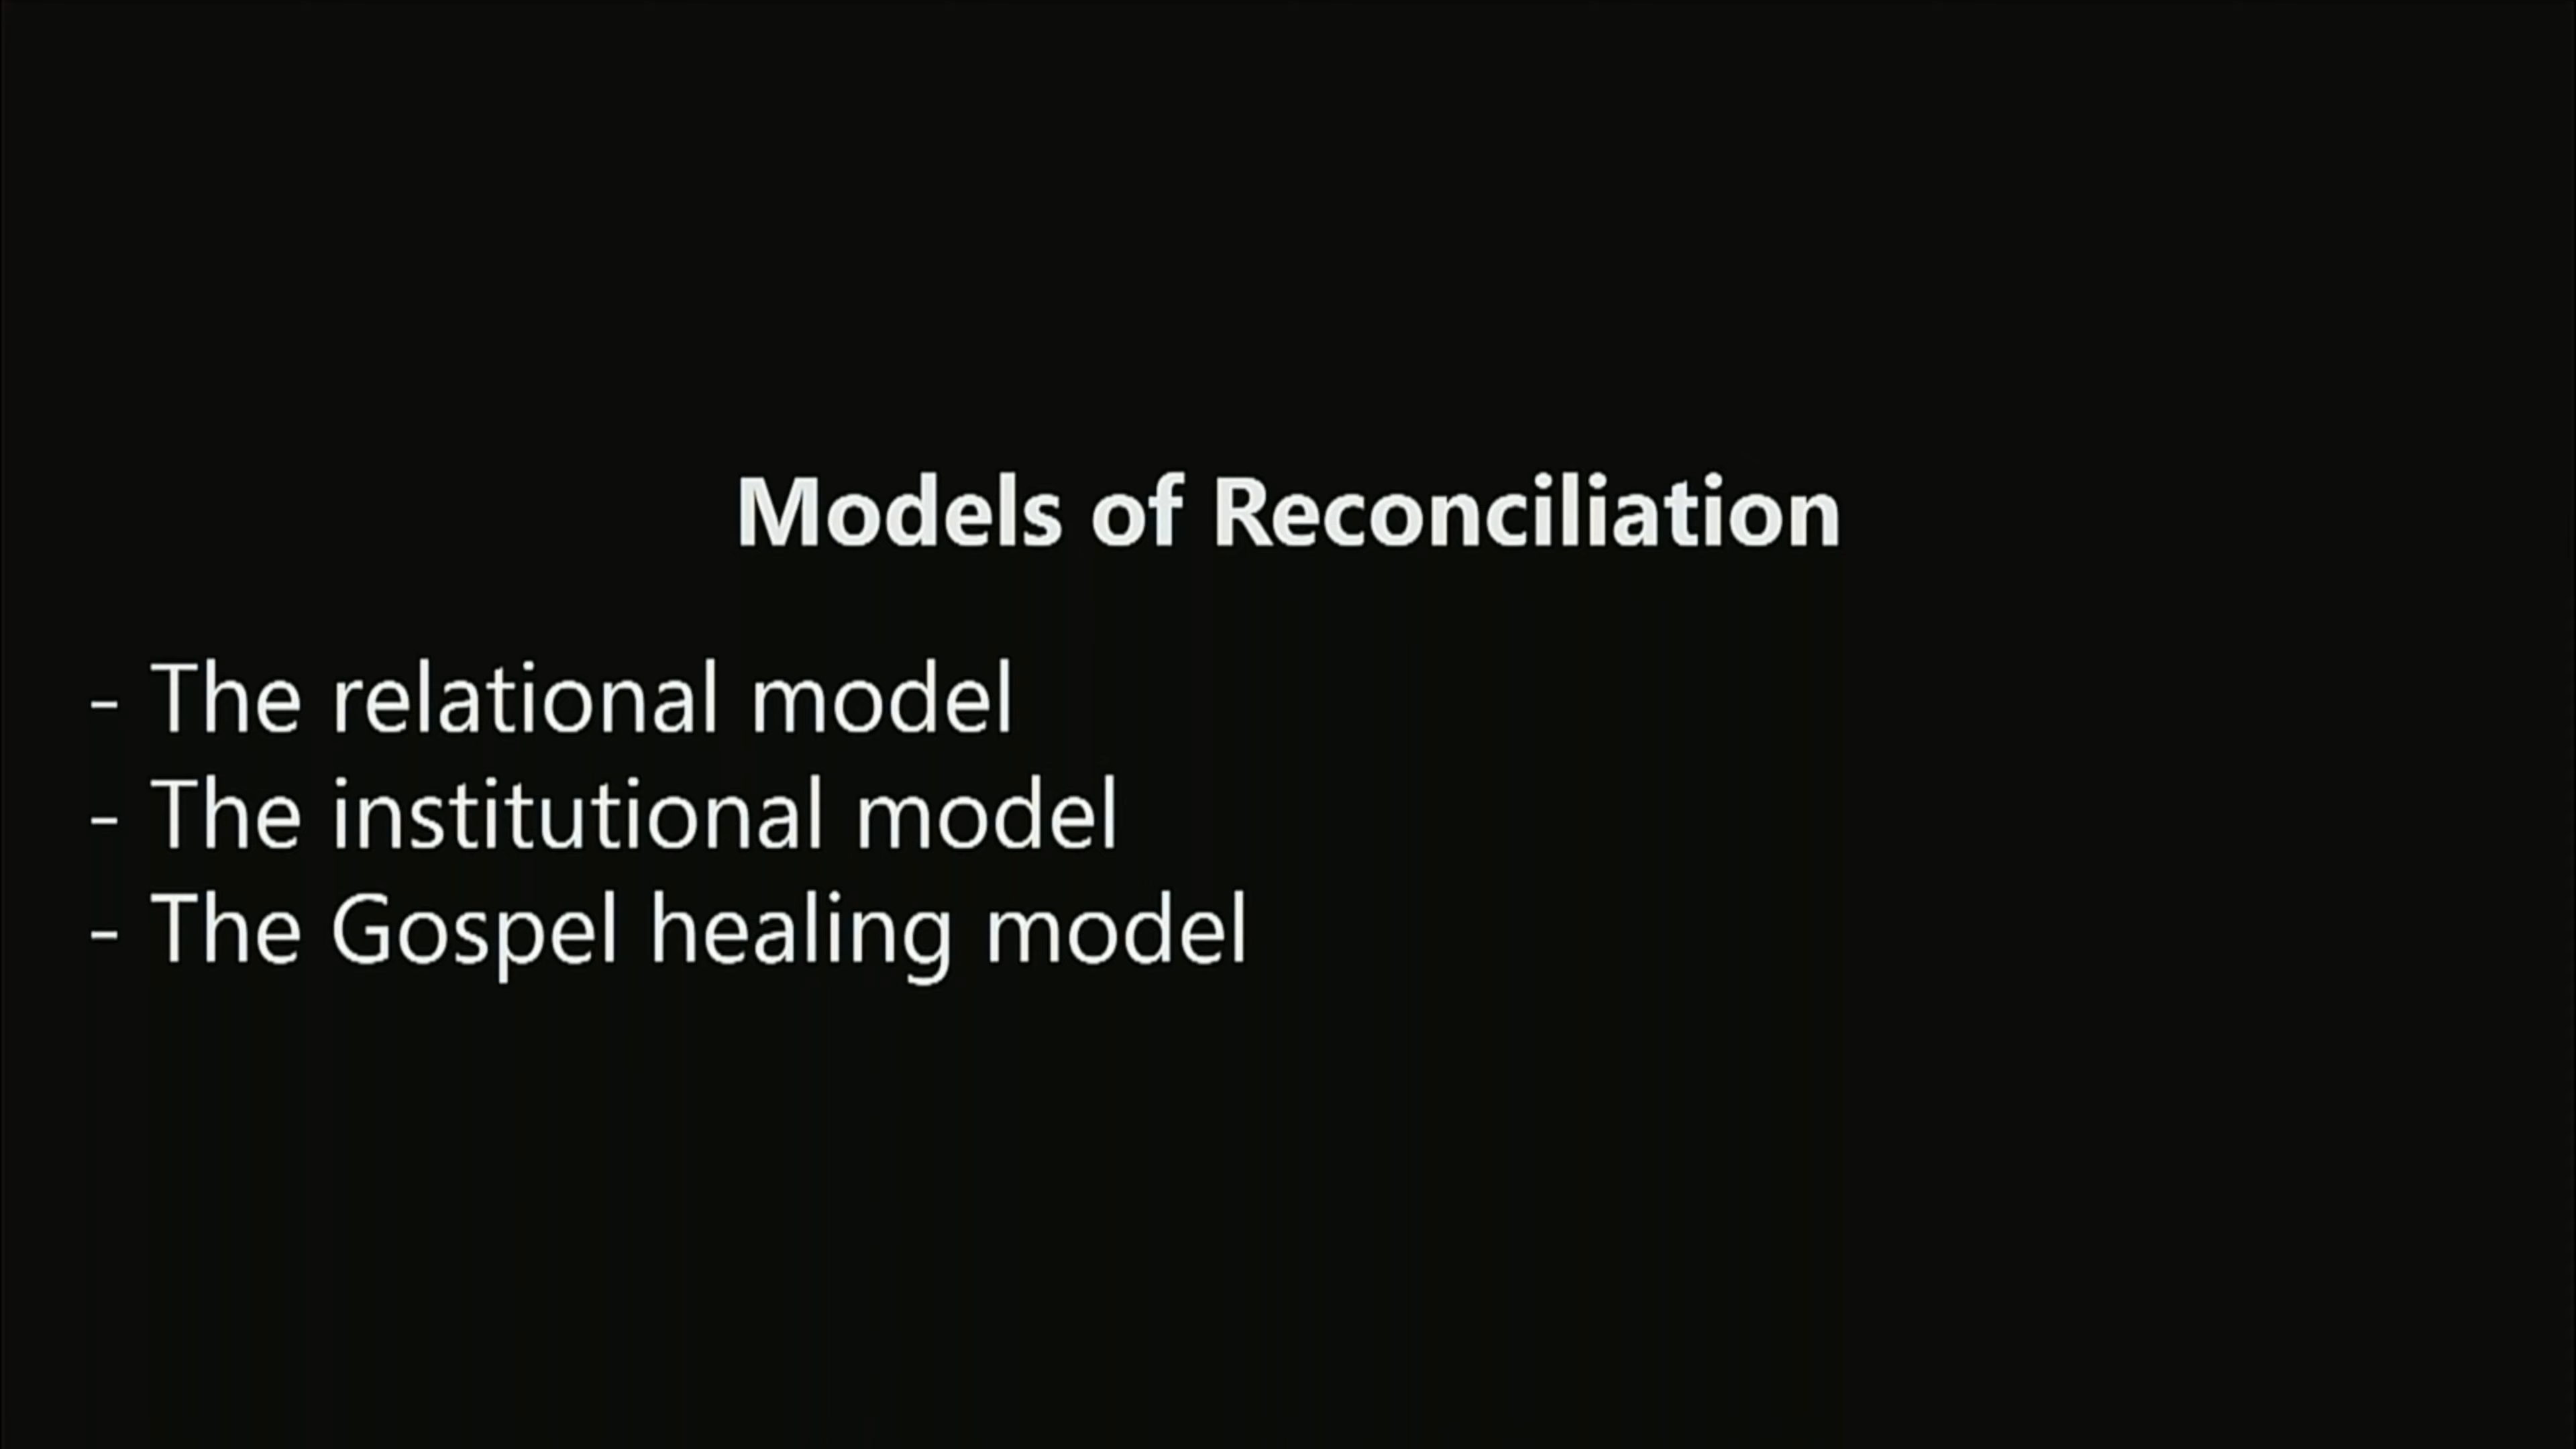 Models of Reconciliation
- The relational model
- The institutional model
- The Gospel healing model